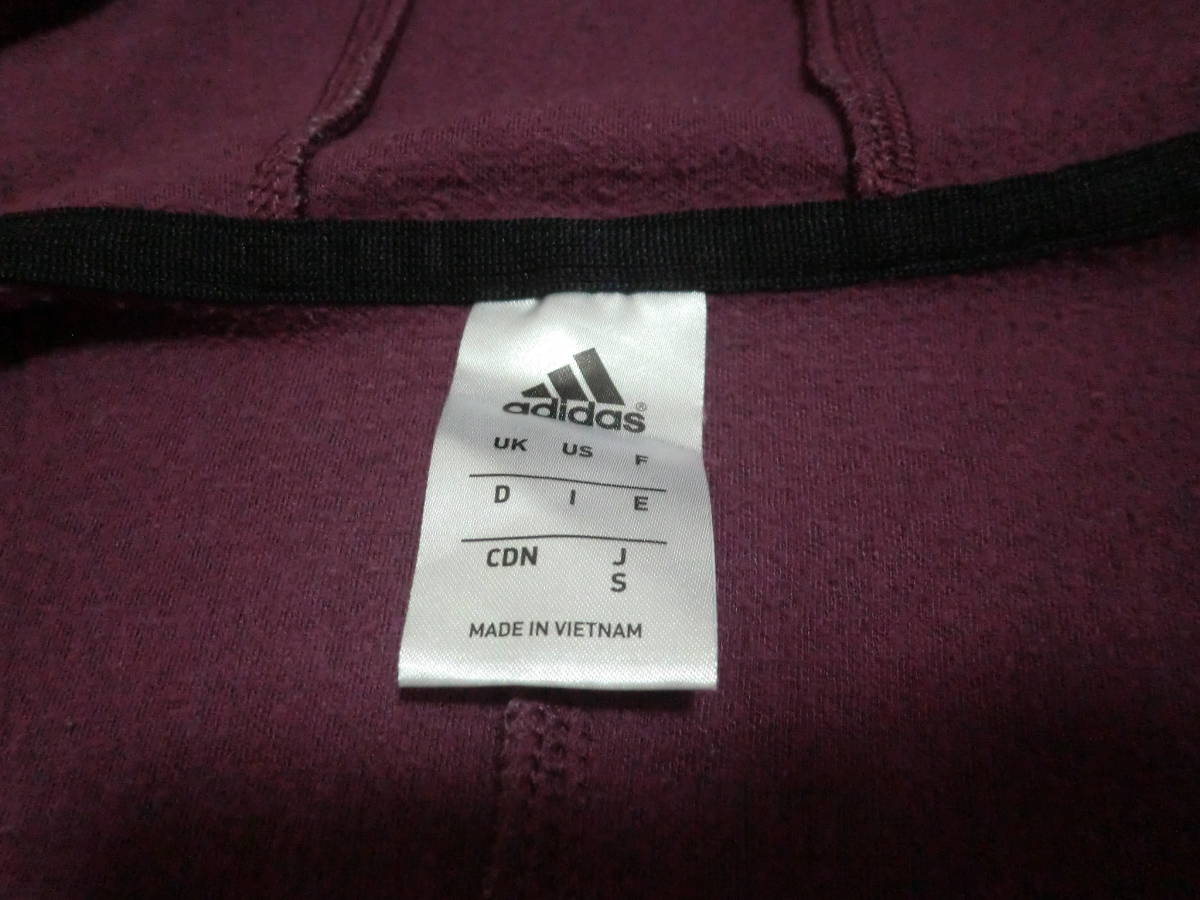 adidas®
UK US F
D I E
CDN J
S
MADE IN VIETNAM